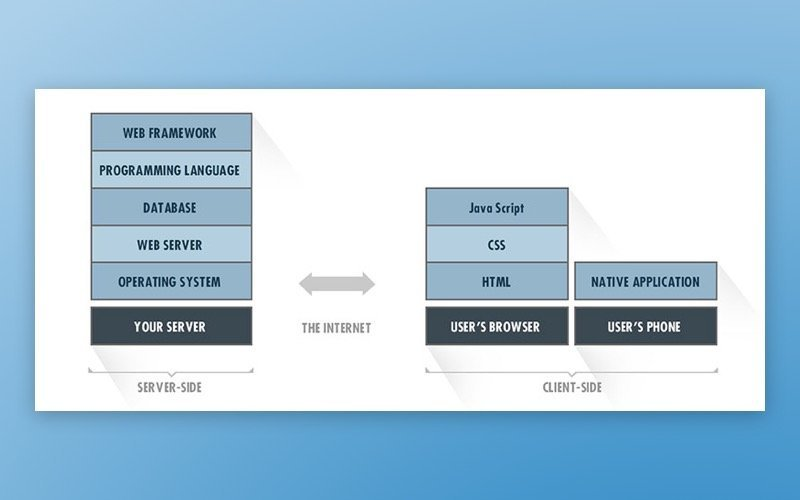 WEB FRAMEWORK
PROGRAMMING LANGUAGE
DATABASE
WEB SERVER
OPERATING SYSTEM
YOUR SERVER
SERVER-SIDE
THE INTERNET
Java Script
CSS
HTML
USER'S BROWSER
NATIVE APPLICATION
USER'S PHONE
CLIENT-SIDE